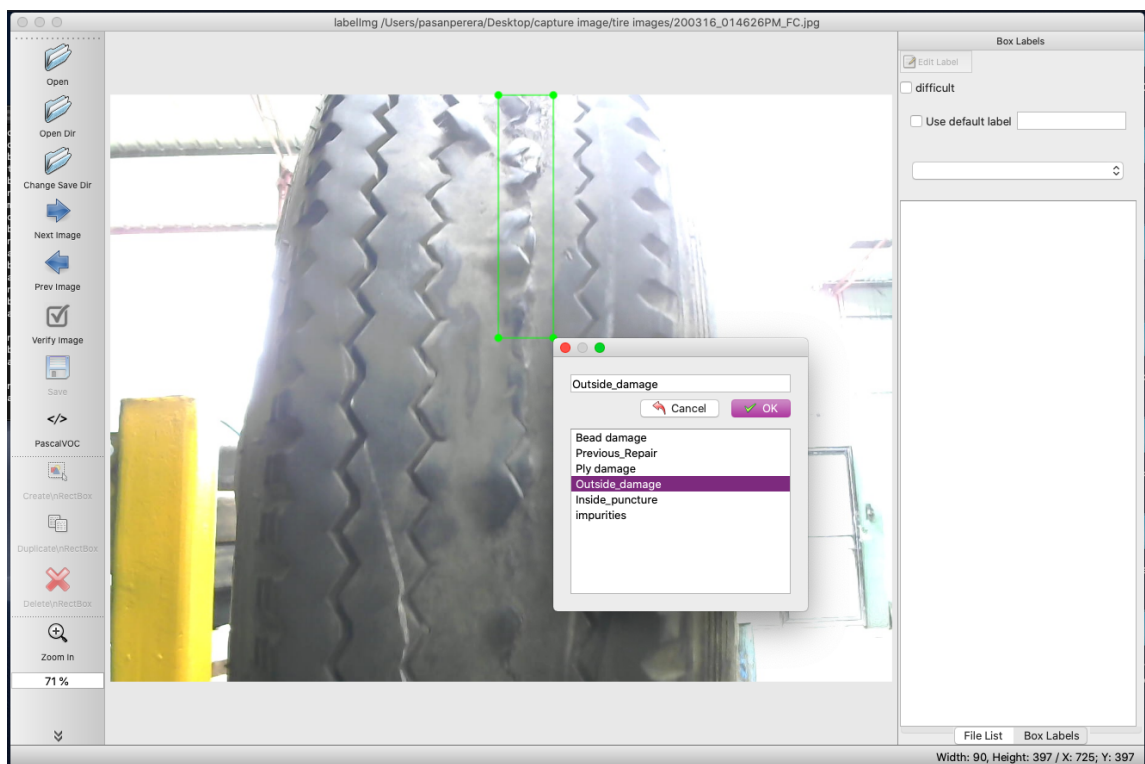 labelImg /Users/pasanperera/Desktop/capture image/tire images/200316_014626PM_FC.jpg
Open
Open Dir
Change Save Dir
Next Image
Prev Image
Verify Image
Save
</>
PascalVOC
Create\nRectBox
Duplicate\nRectBox
Delete\nRectBox
Zoom In
71 %
Outside_damage
Cancel
OK
Bead damage
Previous_Repair
Ply damage
Outside_damage
Inside_puncture
impurities
Box Labels
Edit Label
difficult
Use default label
File List Box Labels
Width: 90, Height: 397 / X: 725; Y: 397